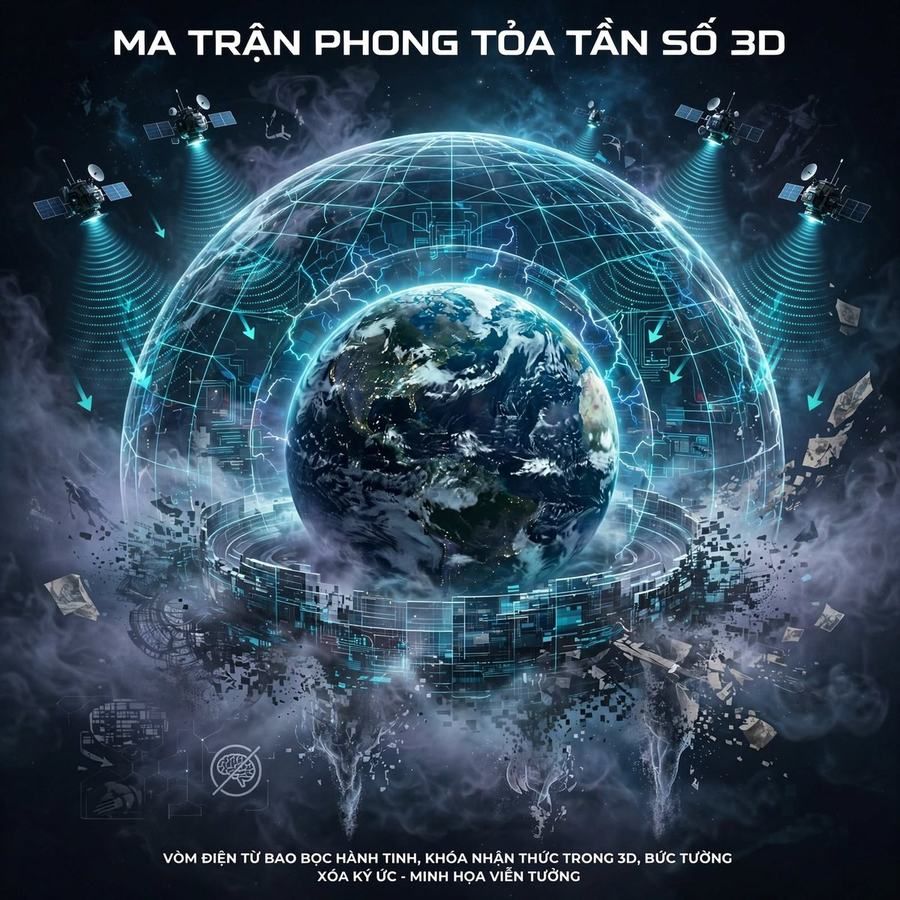 MA TRẬN PHONG TỎA TẦN SỐ 3D
VÒM ĐIỆN TỪ BAO BỌC HÀNH TINH, KHÓA NHẬN THỨC TRONG 3D, BỨC TƯỜNG
XÓA KÝ ỨC - MINH HỌA VIỄN TƯỞNG